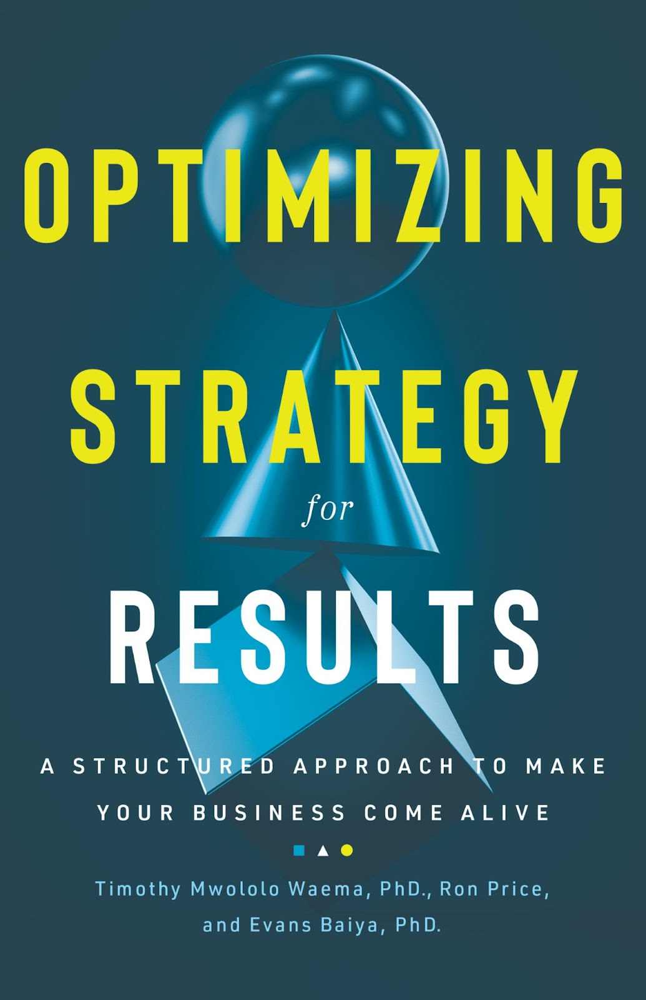 OPTIMIZING
STRATEGY
for
RESULTS
A STRUCTURED APPROACH TO MAKE
YOUR BUSINESS COME ALIVE
Timothy Mwololo Waema, PhD., Ron Price,
and Evans Baiya, PhD.